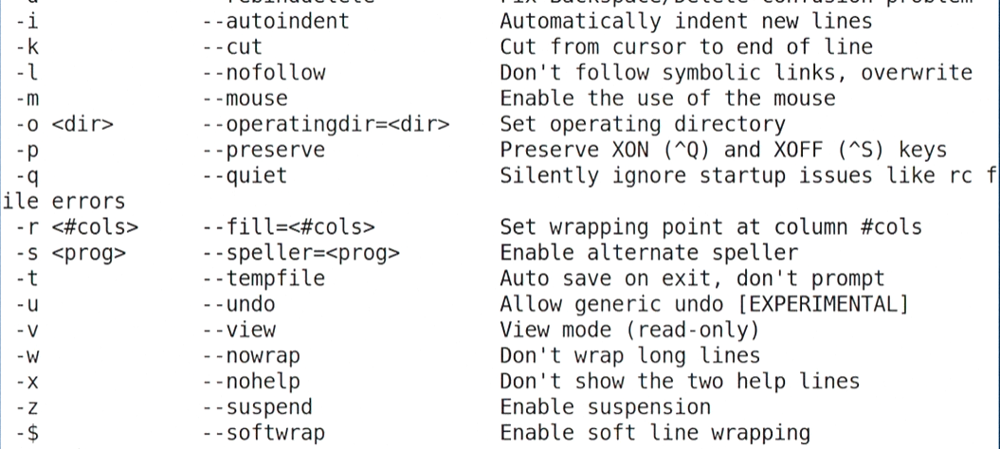 -i --autoindent Automatically indent new lines
-k --cut Cut from cursor to end of line
-l --nofollow Don't follow symbolic links, overwrite
-m --mouse Enable the use of the mouse
-o <dir> --operatingdir=<dir> Set operating directory
-p --preserve Preserve XON (^Q) and XOFF (^S) keys
-q --quiet Silently ignore startup issues like rc f
ile errors
-r <#cols> --fill=<#cols> Set wrapping point at column #cols
-s <prog> --speller=<prog> Enable alternate speller
-t --tempfile Auto save on exit, don't prompt
-u --undo Allow generic undo [EXPERIMENTAL]
-v --view View mode (read-only)
-w --nowrap Don't wrap long lines
-x --nohelp Don't show the two help lines
-z --suspend Enable suspension
-$ --softwrap Enable soft line wrapping